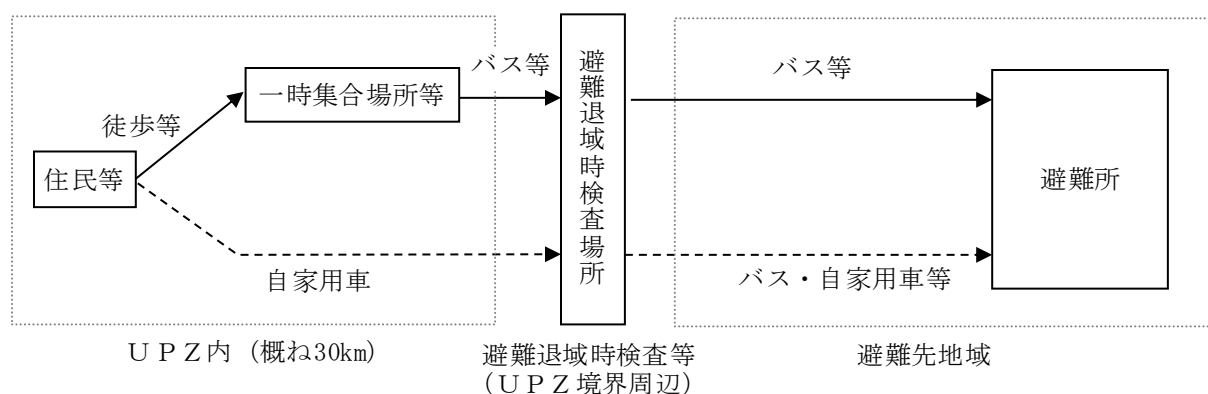 バス等
バス等
一時集合場所等
徒歩等
住民等
避難退域時検査場所
避難所
自家用車
バス・自家用車等
ＵＰＺ内（概ね30km）
避難退域時検査等
（ＵＰＺ境界周辺）
避難先地域